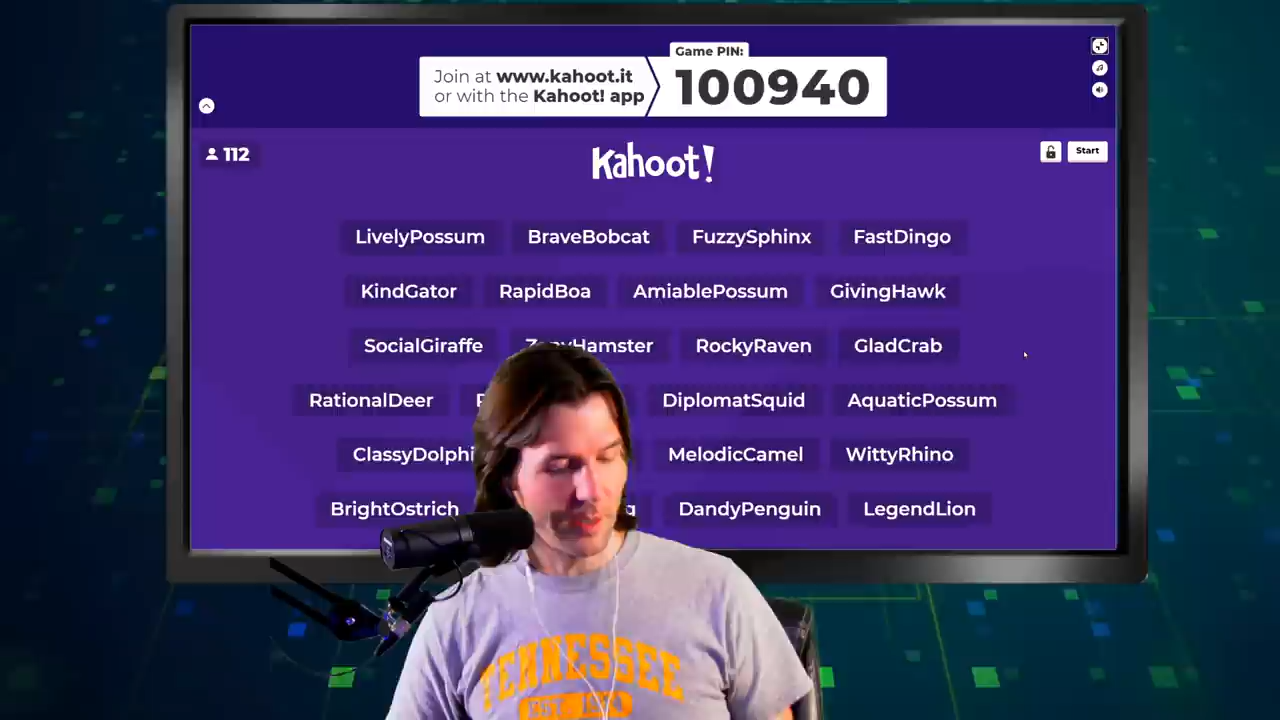 Game PIN:
Join at www.kahoot.it
or with the Kahoot! app
100940
112
Kahoot!
Start
LivelyPossum BraveBobcat FuzzySphinx FastDingo
KindGator RapidBoa AmiablePossum GivingHawk
SocialGiraffe RockyRaven GladCrab
RationalDeer DiplomatSquid AquaticPossum
MelodicCamel WittyRhino
BrightOstrich DandyPenguin LegendLion
TENNESSEE